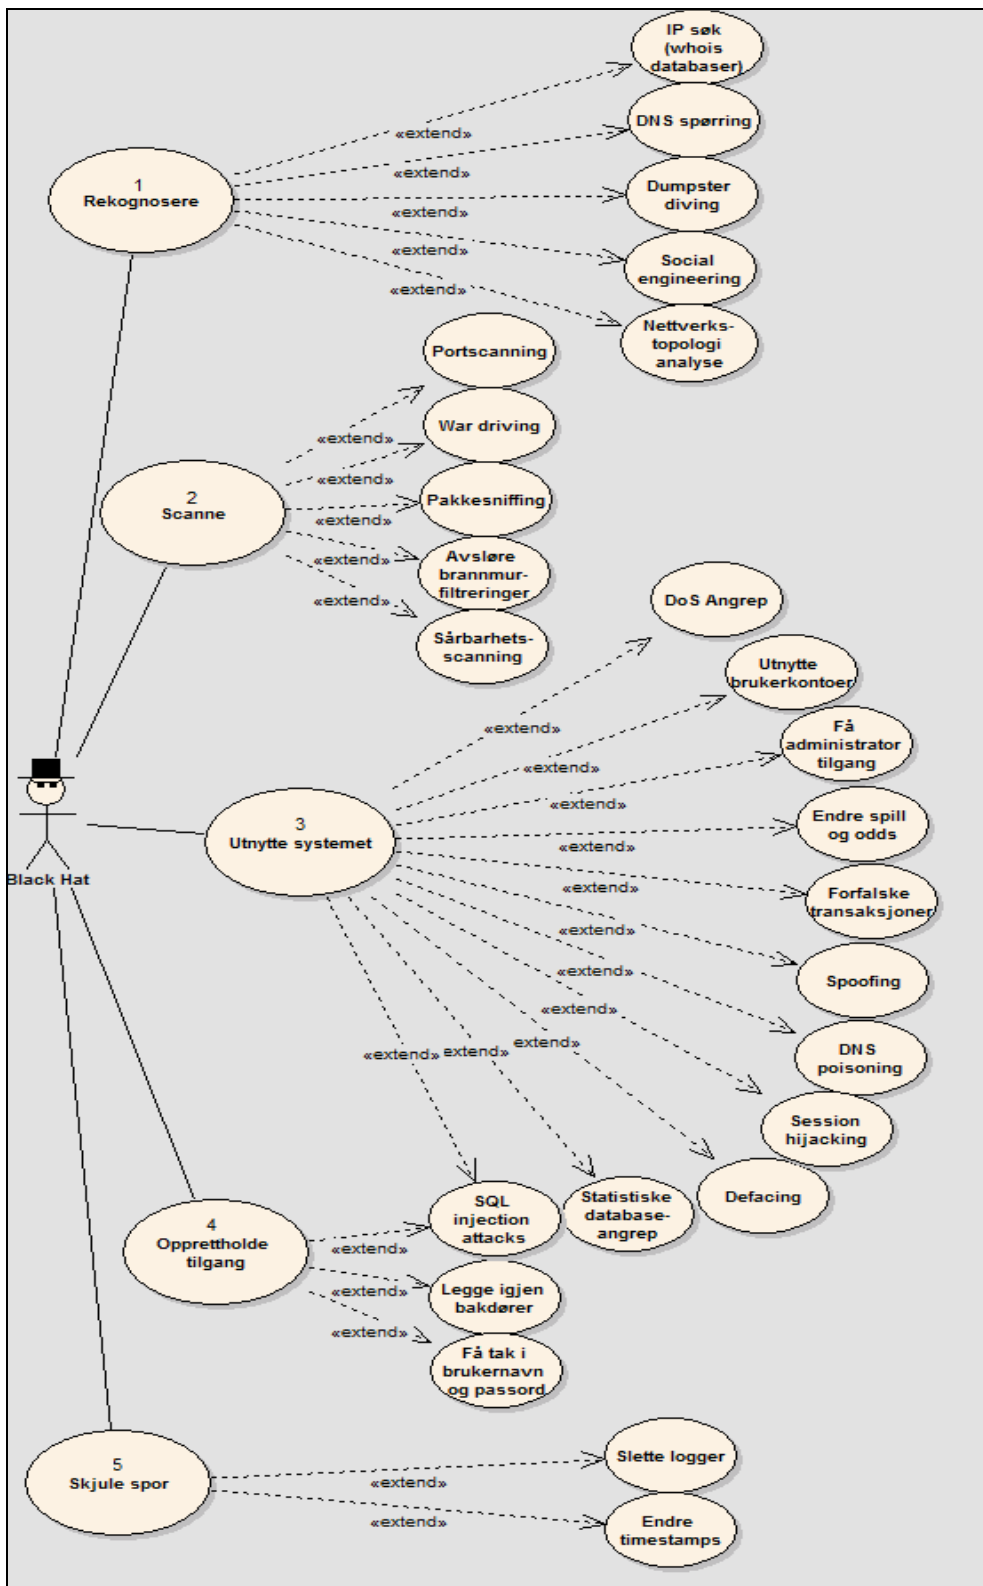 IP søk
(whois
databaser)
«extend»
DNS spørring
«extend»
1
Rekognosere
Dumpster
diving
«extend»
«extend»
Social
engineering
«extend»
Nettverks-
topologi
analyse
Portscanning
«extend»
War driving
«extend»
2
Scanne
Pakkesniffing
«extend»
«extend»
Avsløre
brannmur-
filtreringer
«extend»
Sårbarhets-
scanning
DoS Angrep
«extend»
Utnytte
brukerkontoer
«extend»
Få
administrator
tilgang
«extend»
3
Utnytte systemet
Endre spill
og odds
«extend»
«extend»
Forfalske
transaksjoner
Black Hat
«extend»
«extend»
Spoofing
«extend»
DNS
poisoning
«extend»
extend»
extend»
«extend»
Session
hijacking
Defacing
Statistiske
database-
angrep
SQL
injection
attacks
4
Opprettholde
tilgang
«extend»
«extend»
Legge igjen
bakdører
«extend»
Få tak i
brukernavn
og passord
5
Skjule spor
«extend»
Slette logger
«extend»
Endre
timestamps